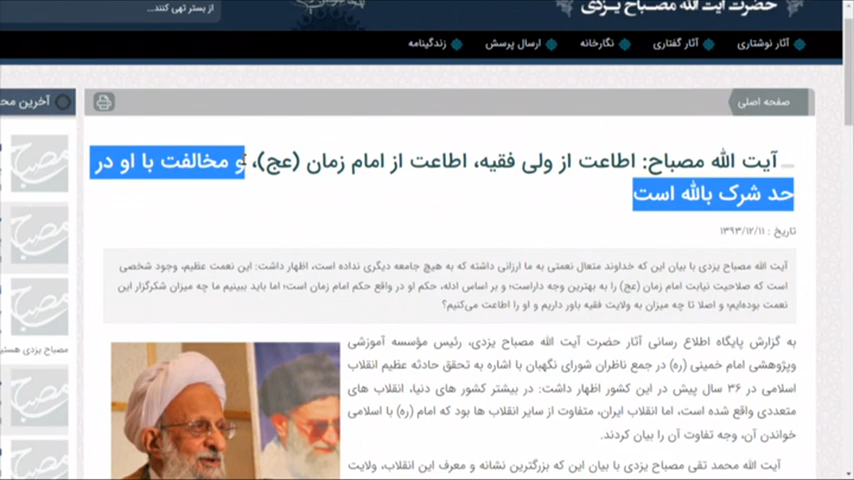 حضرت آیت الله مصباح یزدی
از بستر تهی کنند...
آثار نوشتاری
آثار گفتاری
نگارخانه
ارسال پرسش
زندگینامه
صفحه اصلی
آخرین
آیت الله مصباح: اطاعت از ولی فقیه، اطاعت از امام زمان (عج)، و مخالفت با او در
حد شرک بالله است
تاریخ : ۱۳۹۳/۱۲/۱۱
آیت الله مصباح یزدی با بیان این که خداوند متعال نعمتی به ما ارزانی داشته که به هیچ جامعه دیگری نداده است، اظهار داشت: این نعمت عظیم، وجود شخصی
است که صلاحیت نیابت امام زمان (عج) را به بهترین وجه داراست؛ و بر اساس ادله، حکم او در واقع حکم امام زمان است؛ اما باید ببینیم ما چه میزان شکرگزار این
نعمت بوده‌ایم؛ و اصلا تا چه میزان به ولایت فقیه باور داریم و او را اطاعت می‌کنیم؟
به گزارش پایگاه اطلاع رسانی آثار حضرت آیت الله مصباح یزدی، رئیس مؤسسه آموزشی
وپژوهشی امام خمینی (ره) در جمع ناظران شورای نگهبان با اشاره به تحقق حادثه عظیم انقلاب
اسلامی در ۳۶ سال پیش در این کشور اظهار داشت: در بیشتر کشور های دنیا، انقلاب های
متعددی واقع شده است، اما انقلاب ایران، متفاوت از سایر انقلاب ها بود که امام (ره) با اسلامی
خواندن آن، وجه تفاوت آن را بیان کردند.
آیت الله محمد تقی مصباح یزدی با بیان این که بزرگترین نشانه و معرف این انقلاب، ولایت
مصباح
مصباح
مصباح
مصباح یزدی
مصباح
مصباح